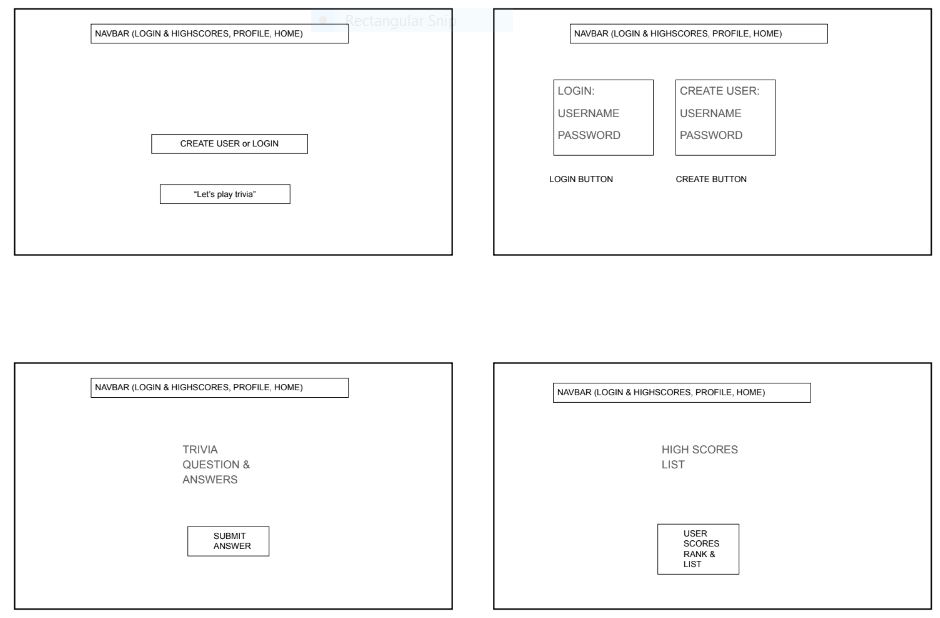 Rectangular Snip
NAVBAR (LOGIN & HIGHSCORES, PROFILE, HOME)
CREATE USER or LOGIN
"Let's play trivia"
NAVBAR (LOGIN & HIGHSCORES, PROFILE, HOME)
LOGIN:
USERNAME
PASSWORD
CREATE USER:
USERNAME
PASSWORD
LOGIN BUTTON
CREATE BUTTON
NAVBAR (LOGIN & HIGHSCORES, PROFILE, HOME)
TRIVIA
QUESTION &
ANSWERS
SUBMIT
ANSWER
NAVBAR (LOGIN & HIGHSCORES, PROFILE, HOME)
HIGH SCORES
LIST
USER
SCORES
RANK &
LIST